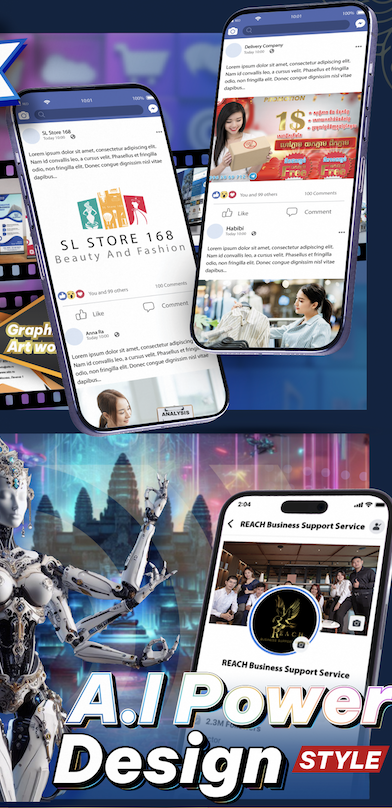 10:01
100%
Delivery Company
Today 10:00
Lorem ipsum dolor sit amet, consectetur adipiscing elit.
Nam id convallis leo, a cursus velit. Phasellus et fringilla
odio, non fringilla elit. Donec congue dignissim nisl vitae
dapibus...
1$
Free
Free
You and 99 others
100 Comments
Like
Comment
Habibi
Today 10:00
Lorem ipsum dolor sit amet, consectetur adipiscing elit.
Nam id convallis leo, a cursus velit. Phasellus et fringilla
odio, non fringilla elit. Donec congue dignissim nisl vitae
dapibus...
10:01
100%
SL Store 168
Today 10:00
Lorem ipsum dolor sit amet, consectetur adipiscing elit.
Nam id convallis leo, a cursus velit. Phasellus et fringilla
odio, non fringilla elit. Donec congue dignissim nisl vitae
dapibus...
SL STORE 168
Beauty And Fashion
You and 99 others
100 Comments
Like
Comment
Anna Ra
Today 10:00
Lorem ipsum dolor sit amet, consectetur adipiscing elit.
Nam id convallis leo, a cursus velit. Phasellus et fringilla
odio, non fringilla elit. Donec congue dignissim nisl vitae
dapibus...
ANALYSIS
Graph
Art wo
2:04
REACH Business Support Service
REACH
REACH Business Support Service
2.3M
A.I Power
Design STYLE